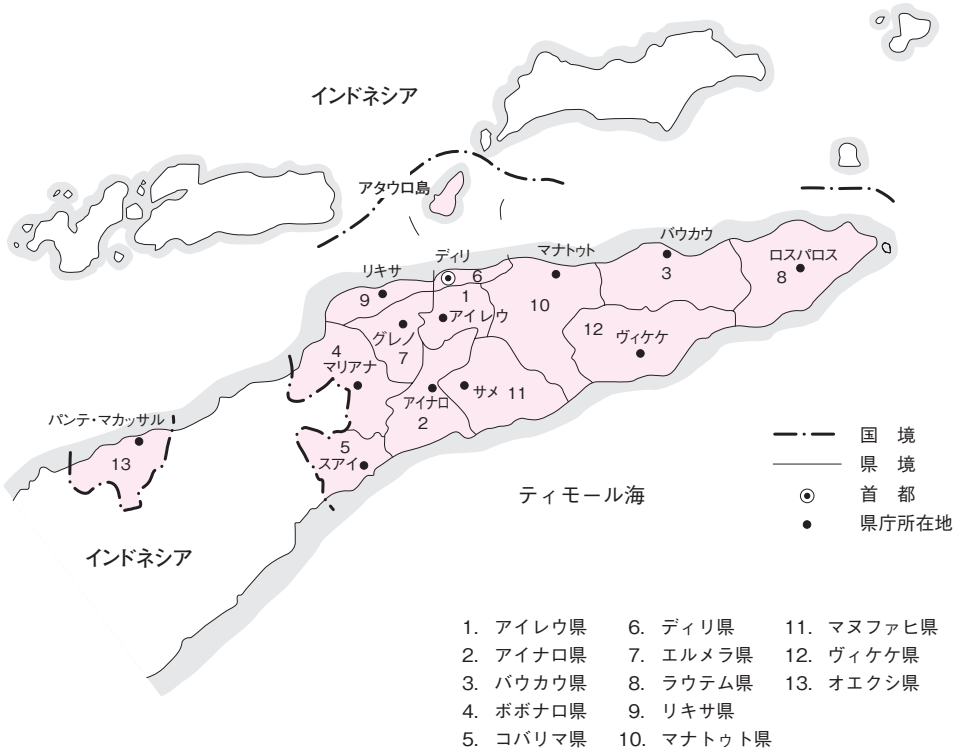 インドネシア
アタウロ島
バウカウ
マナトゥト
ディリ
ロスパロス
リキサ
6
3
8
9
1
10
アイレウ
グレノ
12
ヴィケケ
4
7
マリアナ
サメ
11
アイナロ
パンテ・マカッサル
2
5
スアイ
13
国 境
県 境
首 都
県庁所在地
ティモール海
インドネシア
1. アイレウ県
2. アイナロ県
3. バウカウ県
4. ボボナロ県
5. コバリマ県
6. ディリ県
7. エルメラ県
8. ラウテム県
9. リキサ県
10. マナトゥト県
11. マヌファヒ県
12. ヴィケケ県
13. オエクシ県